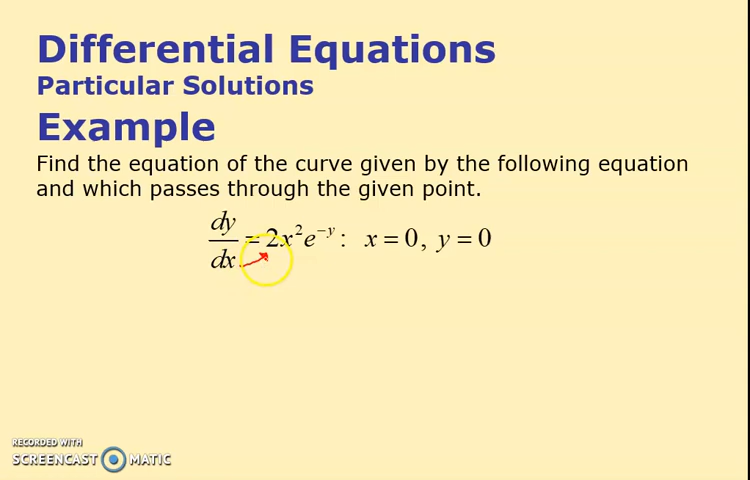 Differential Equations
Particular Solutions
Example
Find the equation of the curve given by the following equation
and which passes through the given point.
dy/dx = 2x²e⁻ʸ : x = 0, y = 0
RECORDED WITH
SCREENCAST MATIC